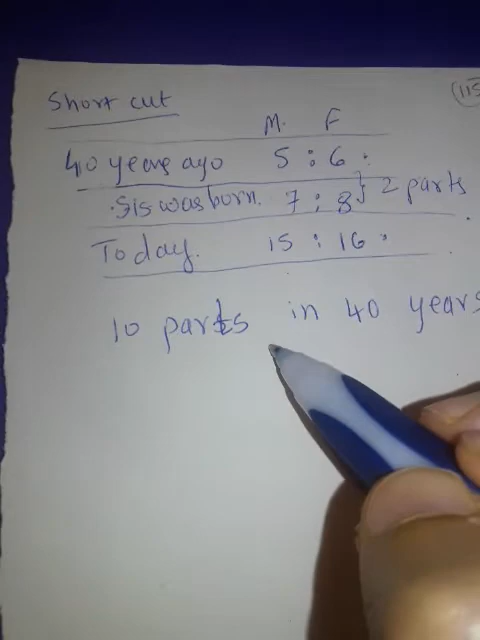 Short cut
(115
M. F
40 years ago 5 : 6 :
Sis was born. 7 : 8 } 2 parts
Today. 15 : 16 .
10 parts in 40 years